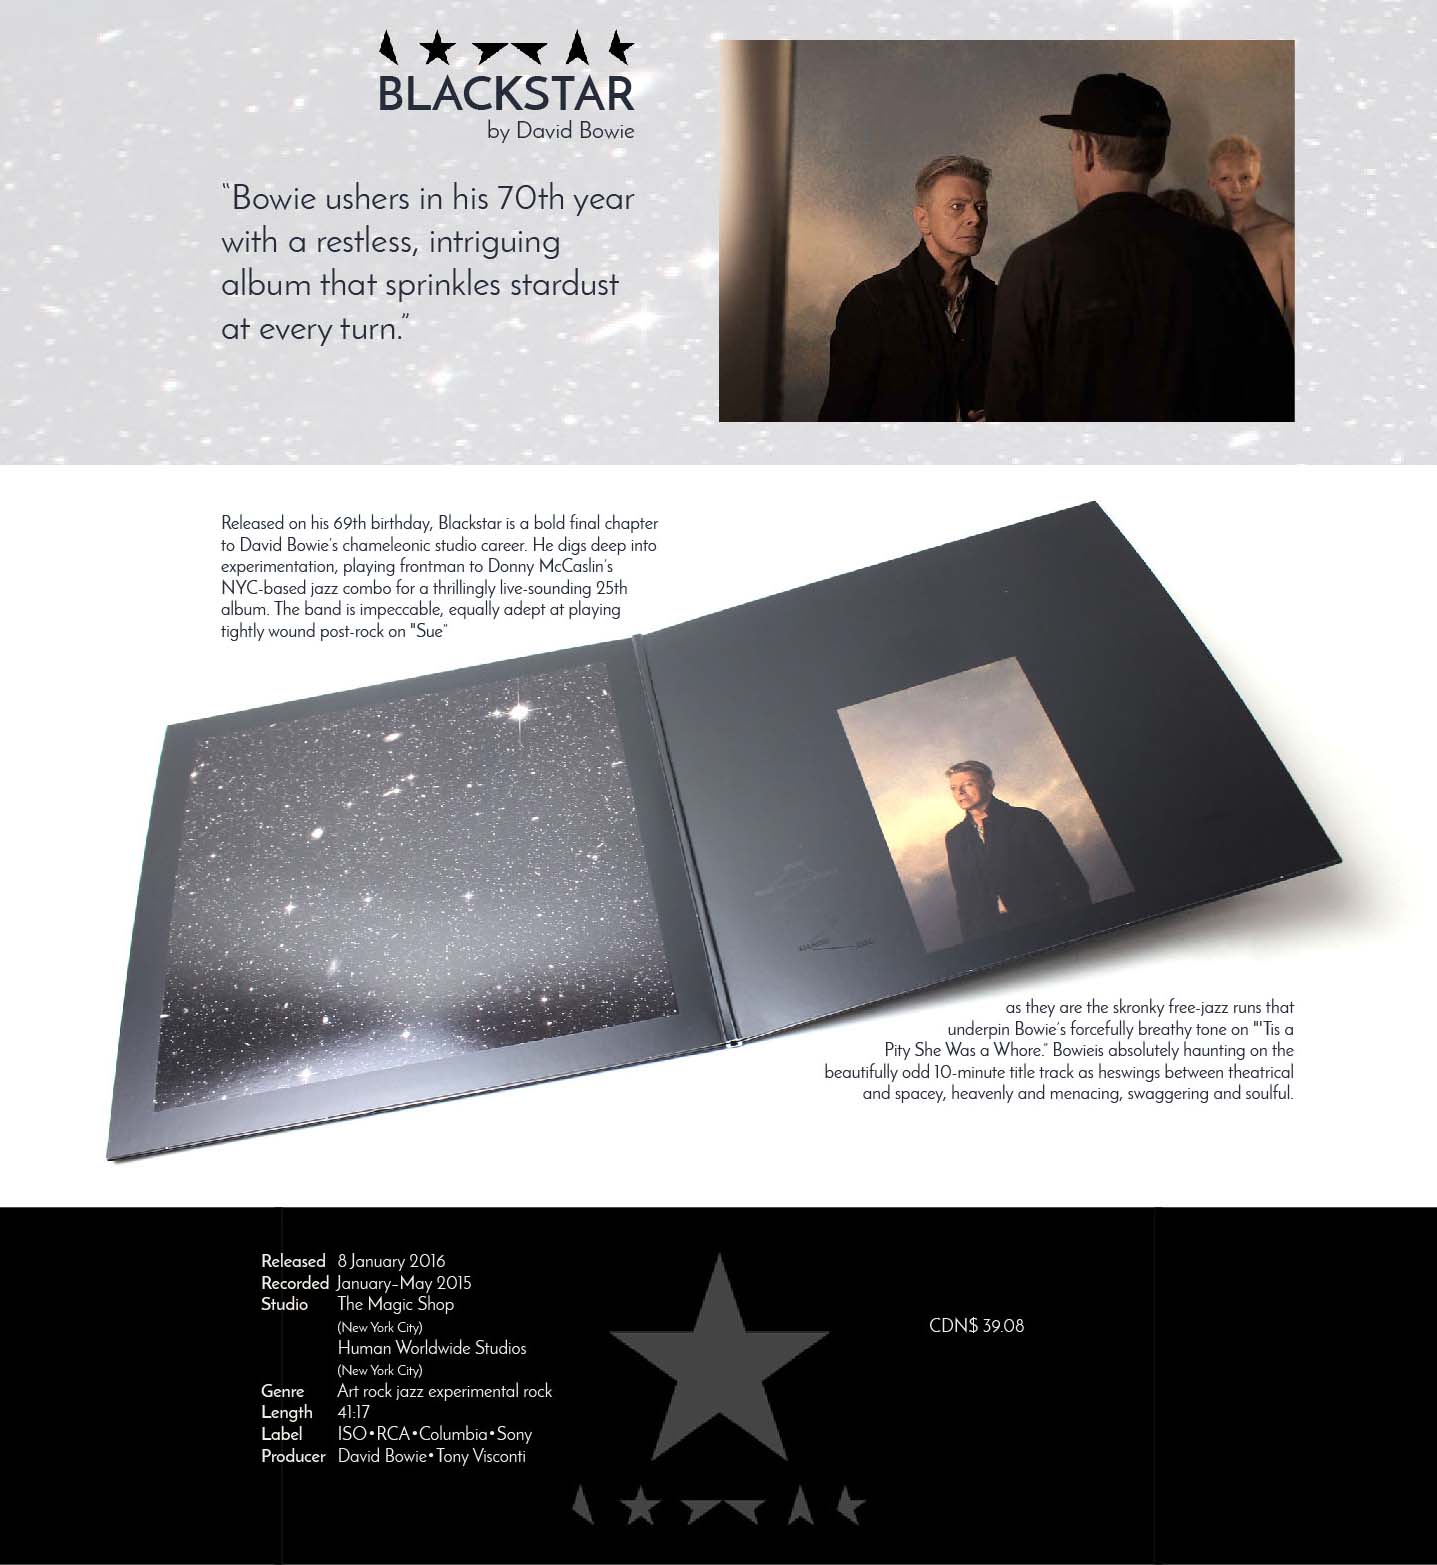 BLACKSTAR
by David Bowie
“Bowie ushers in his 70th year
with a restless, intriguing
album that sprinkles stardust
at every turn.”
Released on his 69th birthday, Blackstar is a bold final chapter
to David Bowie’s chameleonic studio career. He digs deep into
experimentation, playing frontman to Donny McCaslin’s
NYC-based jazz combo for a thrillingly live-sounding 25th
album. The band is impeccable, equally adept at playing
tightly wound post-rock on "Sue”
as they are the skronky free-jazz runs that
underpin Bowie’s forcefully breathy tone on "'Tis a
Pity She Was a Whore.” Bowieis absolutely haunting on the
beautifully odd 10-minute title track as heswings between theatrical
and spacey, heavenly and menacing, swaggering and soulful.
Released 8 January 2016
Recorded January–May 2015
Studio The Magic Shop
(New York City)
Human Worldwide Studios
(New York City)
Genre Art rock jazz experimental rock
Length 41:17
Label ISO•RCA•Columbia•Sony
Producer David Bowie•Tony Visconti
CDN$ 39.08